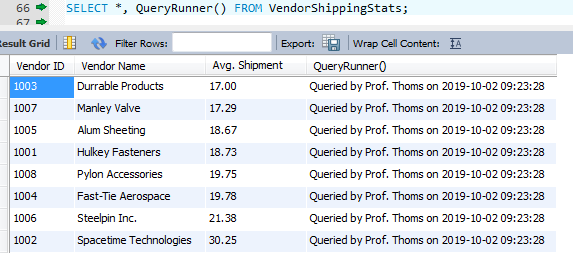 66 SELECT *, QueryRunner() FROM VendorShippingStats;
67
Result Grid Filter Rows: Export: Wrap Cell Content:
Vendor ID Vendor Name Avg. Shipment QueryRunner()
1003 Durrable Products 17.00 Queried by Prof. Thoms on 2019-10-02 09:23:28
1007 Manley Valve 17.29 Queried by Prof. Thoms on 2019-10-02 09:23:28
1005 Alum Sheeting 18.67 Queried by Prof. Thoms on 2019-10-02 09:23:28
1001 Hulkey Fasteners 18.73 Queried by Prof. Thoms on 2019-10-02 09:23:28
1008 Pylon Accessories 19.75 Queried by Prof. Thoms on 2019-10-02 09:23:28
1004 Fast-Tie Aerospace 19.78 Queried by Prof. Thoms on 2019-10-02 09:23:28
1006 Steelpin Inc. 21.38 Queried by Prof. Thoms on 2019-10-02 09:23:28
1002 Spacetime Technologies 30.25 Queried by Prof. Thoms on 2019-10-02 09:23:28